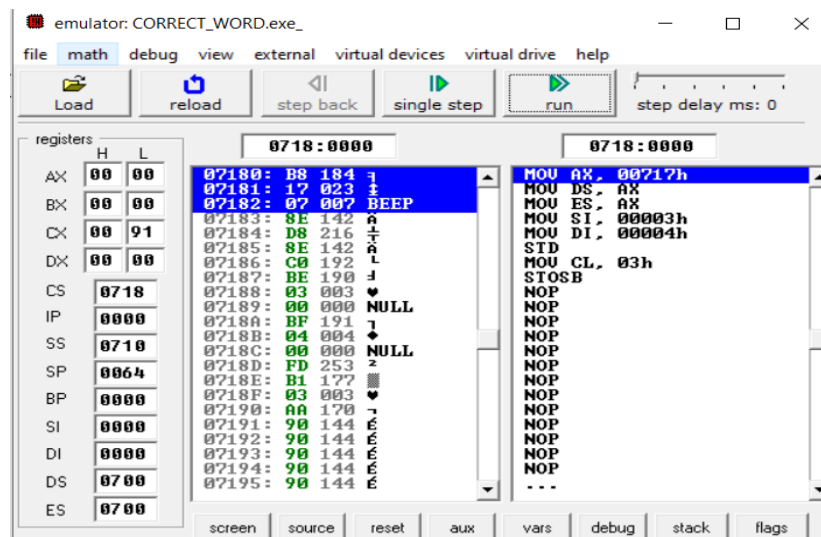 emulator: CORRECT_WORD.exe_
file math debug view external virtual devices virtual drive help
Load reload step back single step run step delay ms: 0
registers
H L
AX 00 00
BX 00 00
CX 00 91
DX 00 00
CS 0718
IP 0000
SS 0710
SP 0064
BP 0000
SI 0000
DI 0000
DS 0700
ES 0700
0718:0000
07180: B8 184 ╕
07181: 17 023 ↨
07182: 07 007 BEEP
07183: 8E 142 Ä
07184: D8 216 ╪
07185: 8E 142 Ä
07186: C0 192 └
07187: BE 190 ╛
07188: 03 003 ♥
07189: 00 000 NULL
0718A: BF 191 ┐
0718B: 04 004 ♦
0718C: 00 000 NULL
0718D: FD 253 ²
0718E: B1 177 ▒
0718F: 03 003 ♥
07190: AA 170 ¬
07191: 90 144 É
07192: 90 144 É
07193: 90 144 É
07194: 90 144 É
07195: 90 144 É
0718:0000
MOV AX, 00717h
MOV DS, AX
MOV ES, AX
MOV SI, 00003h
MOV DI, 00004h
STD
MOV CL, 03h
STOSB
NOP
NOP
NOP
NOP
NOP
NOP
NOP
NOP
NOP
NOP
NOP
NOP
NOP
...
screen source reset aux vars debug stack flags